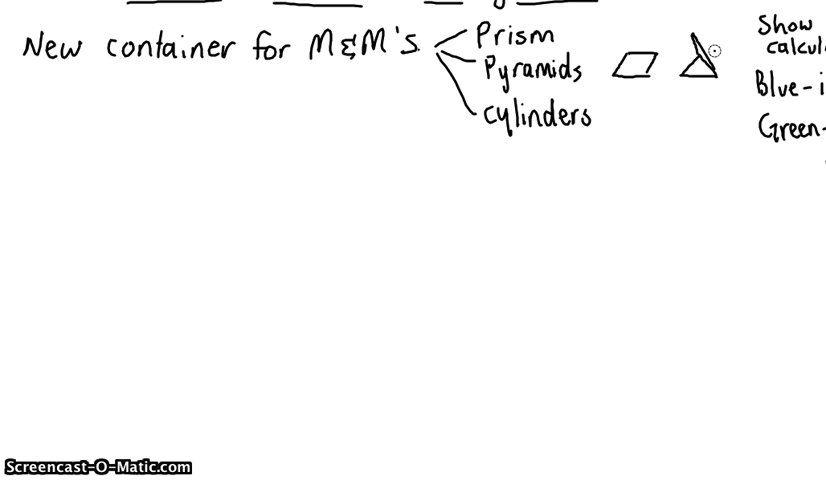 New container for M&M's
Prism
Pyramids
Cylinders
Show
Blue - i
Green -
Screencast-O-Matic.com